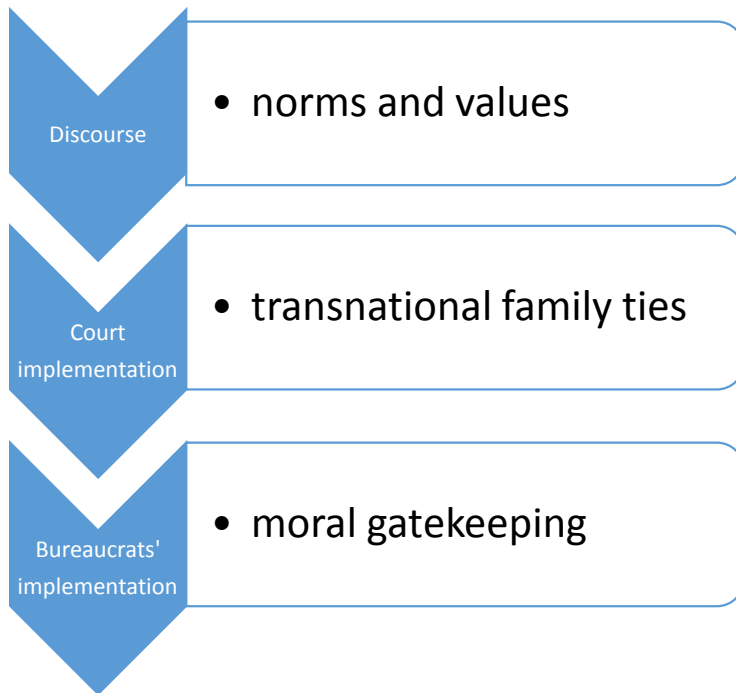 Discourse
• norms and values
Court
implementation
• transnational family ties
Bureaucrats'
implementation
• moral gatekeeping